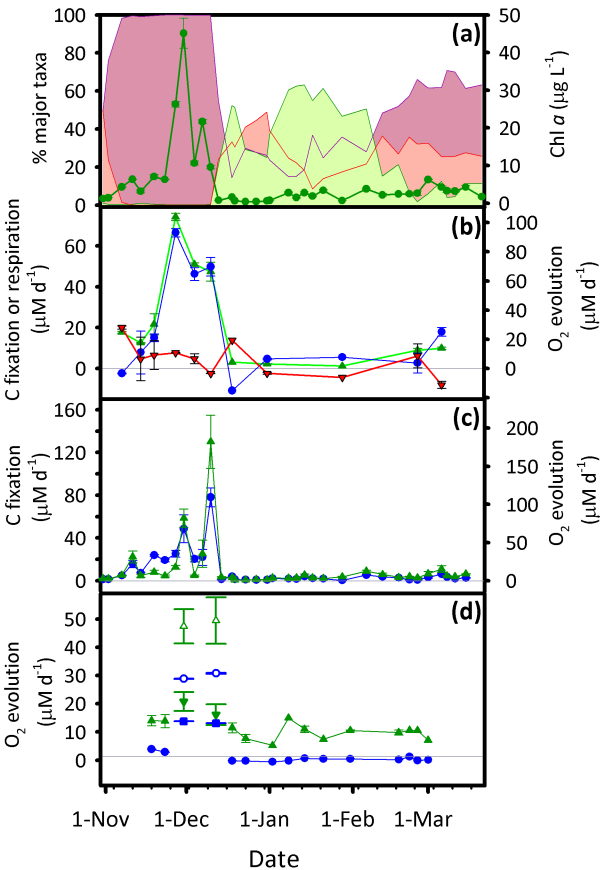 100
80
60
40
20
0
% major taxa
(a)
50
40
30
20
10
0
Chl a (µg L⁻¹)
60
40
20
0
C fixation or respiration
(µM d⁻¹)
(b)
100
80
60
40
20
0
O₂ evolution
(µM d⁻¹)
160
120
80
40
0
C fixation
(µM d⁻¹)
(c)
200
150
100
50
0
O₂ evolution
(µM d⁻¹)
50
40
30
20
10
0
O₂ evolution
(µM d⁻¹)
(d)
1-Nov 1-Dec 1-Jan 1-Feb 1-Mar
Date